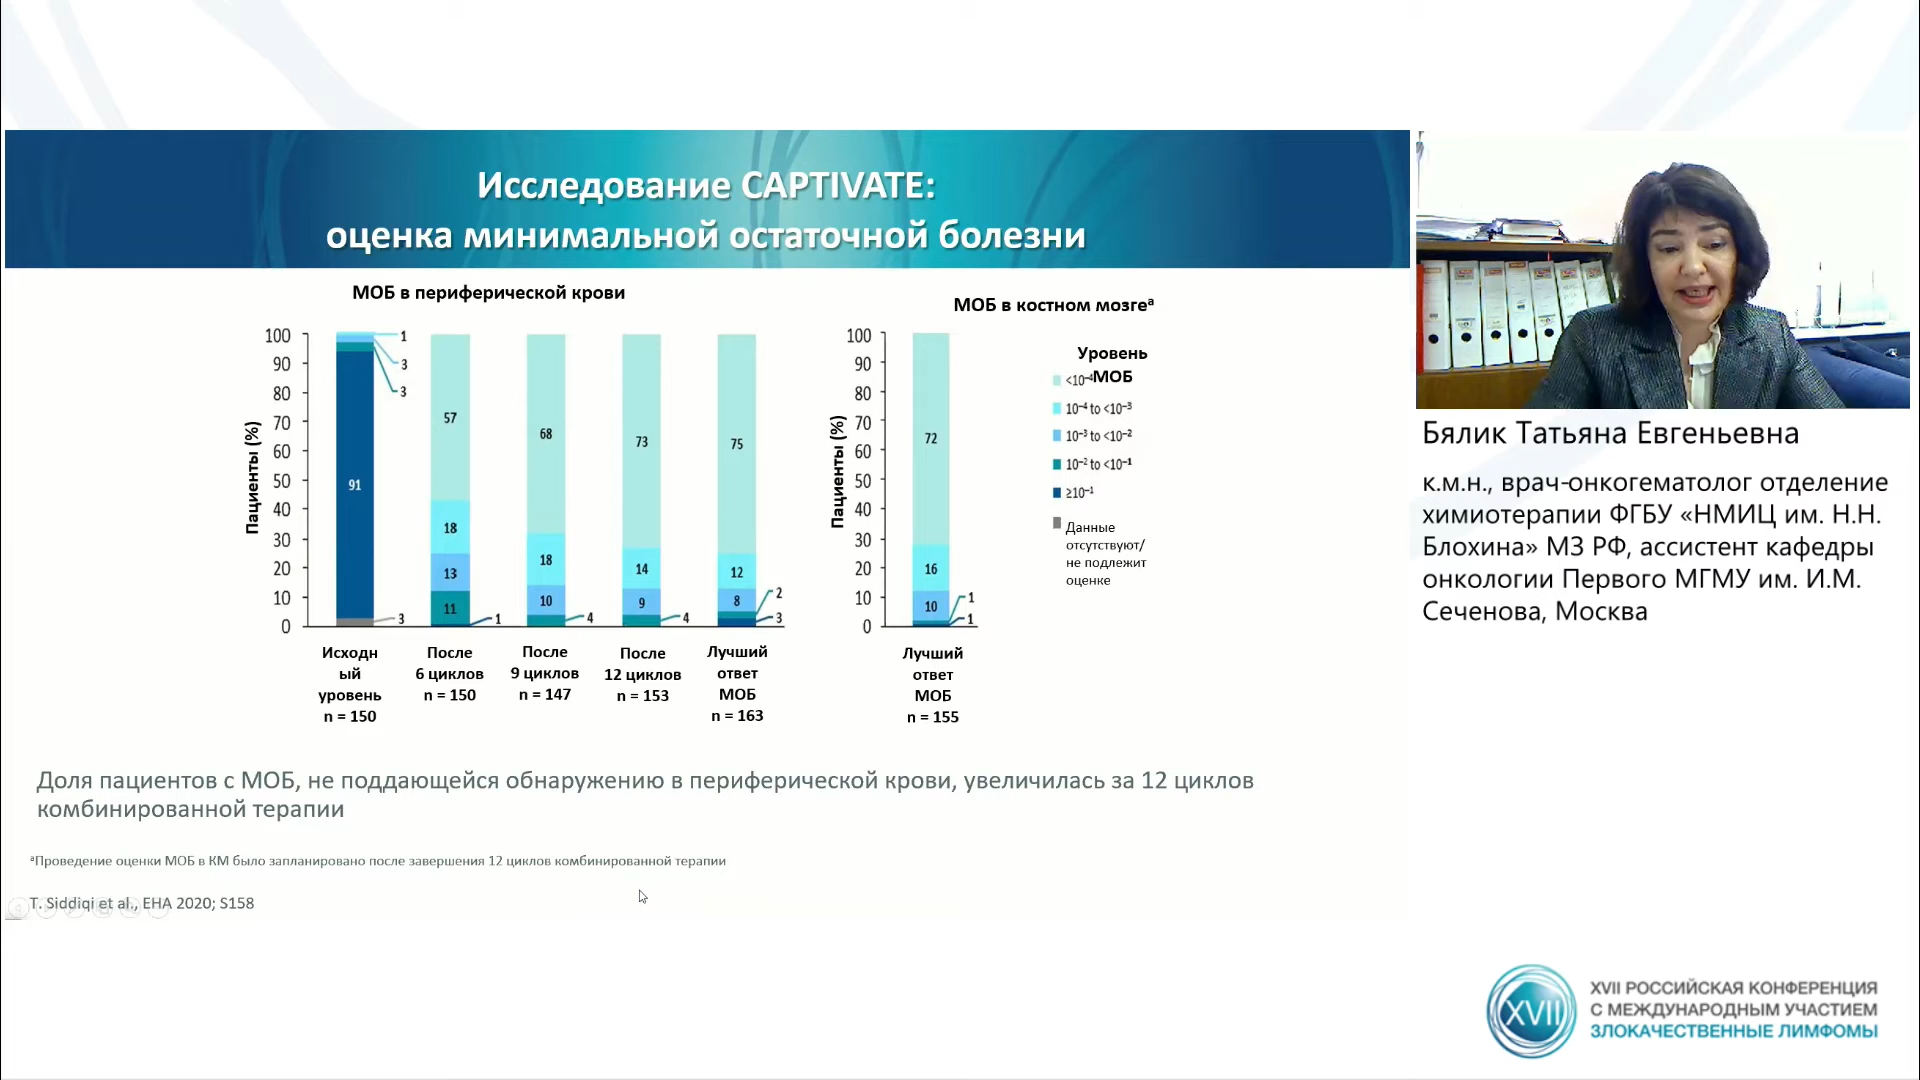 Исследование CAPTIVATE:
оценка минимальной остаточной болезни
МОБ в периферической крови
Пациенты (%)
100
90
80
70
60
50
40
30
20
10
0
1
3
3
91
3
57
18
13
11
1
68
18
10
4
73
14
9
4
75
12
8
2
3
Исходн
ый
уровень
n = 150
После
6 циклов
n = 150
После
9 циклов
n = 147
После
12 циклов
n = 153
Лучший
ответ
МОБ
n = 163
МОБ в костном мозгеᵃ
Пациенты (%)
100
90
80
70
60
50
40
30
20
10
0
72
16
10
1
1
Лучший
ответ
МОБ
n = 155
Уровень
МОБ
<10⁻⁴
10⁻⁴ to <10⁻³
10⁻³ to <10⁻²
10⁻² to <10⁻¹
≥10⁻¹
Данные
отсутствуют/
не подлежит
оценке
Доля пациентов с МОБ, не поддающейся обнаружению в периферической крови, увеличилась за 12 циклов
комбинированной терапии
ᵃПроведение оценки МОБ в КМ было запланировано после завершения 12 циклов комбинированной терапии
T. Siddiqi et al., EHA 2020; S158
Бялик Татьяна Евгеньевна
к.м.н., врач-онкогематолог отделение
химиотерапии ФГБУ «НМИЦ им. Н.Н.
Блохина» МЗ РФ, ассистент кафедры
онкологии Первого МГМУ им. И.М.
Сеченова, Москва
XVII
XVII РОССИЙСКАЯ КОНФЕРЕНЦИЯ
С МЕЖДУНАРОДНЫМ УЧАСТИЕМ
ЗЛОКАЧЕСТВЕННЫЕ ЛИМФОМЫ